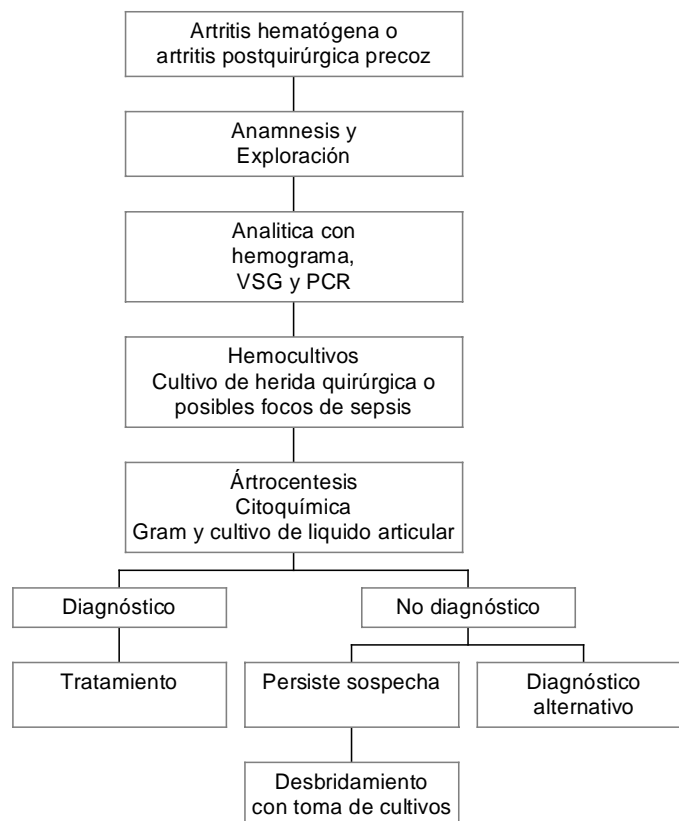 Artritis hematógena o
artritis postquirúrgica precoz
Anamnesis y
Exploración
Analitica con
hemograma,
VSG y PCR
Hemocultivos
Cultivo de herida quirúrgica o
posibles focos de sepsis
Ártrocentesis
Citoquímica
Gram y cultivo de liquido articular
Diagnóstico
No diagnóstico
Tratamiento
Persiste sospecha
Diagnóstico
alternativo
Desbridamiento
con toma de cultivos